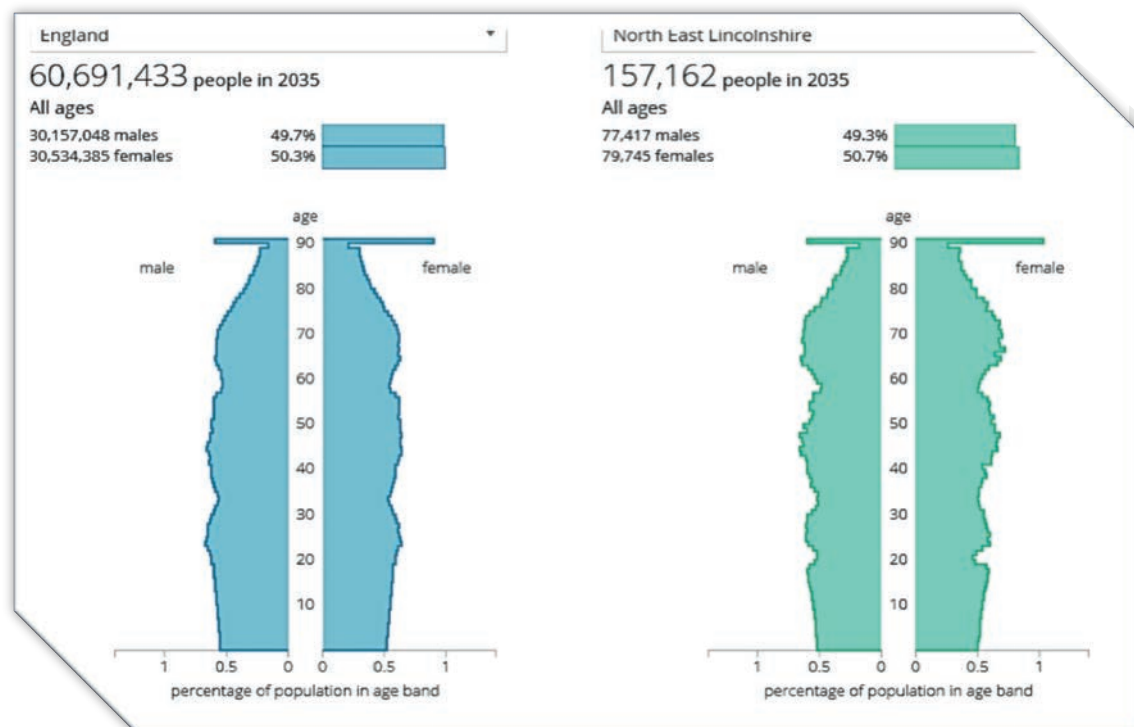 England
60,691,433 people in 2035
All ages
30,157,048 males 49.7%
30,534,385 females 50.3%
age
male
female
90
80
70
60
50
40
30
20
10
1 0.5 0 0 0.5 1
percentage of population in age band
North East Lincolnshire
157,162 people in 2035
All ages
77,417 males 49.3%
79,745 females 50.7%
age
male
female
90
80
70
60
50
40
30
20
10
1 0.5 0 0 0.5 1
percentage of population in age band